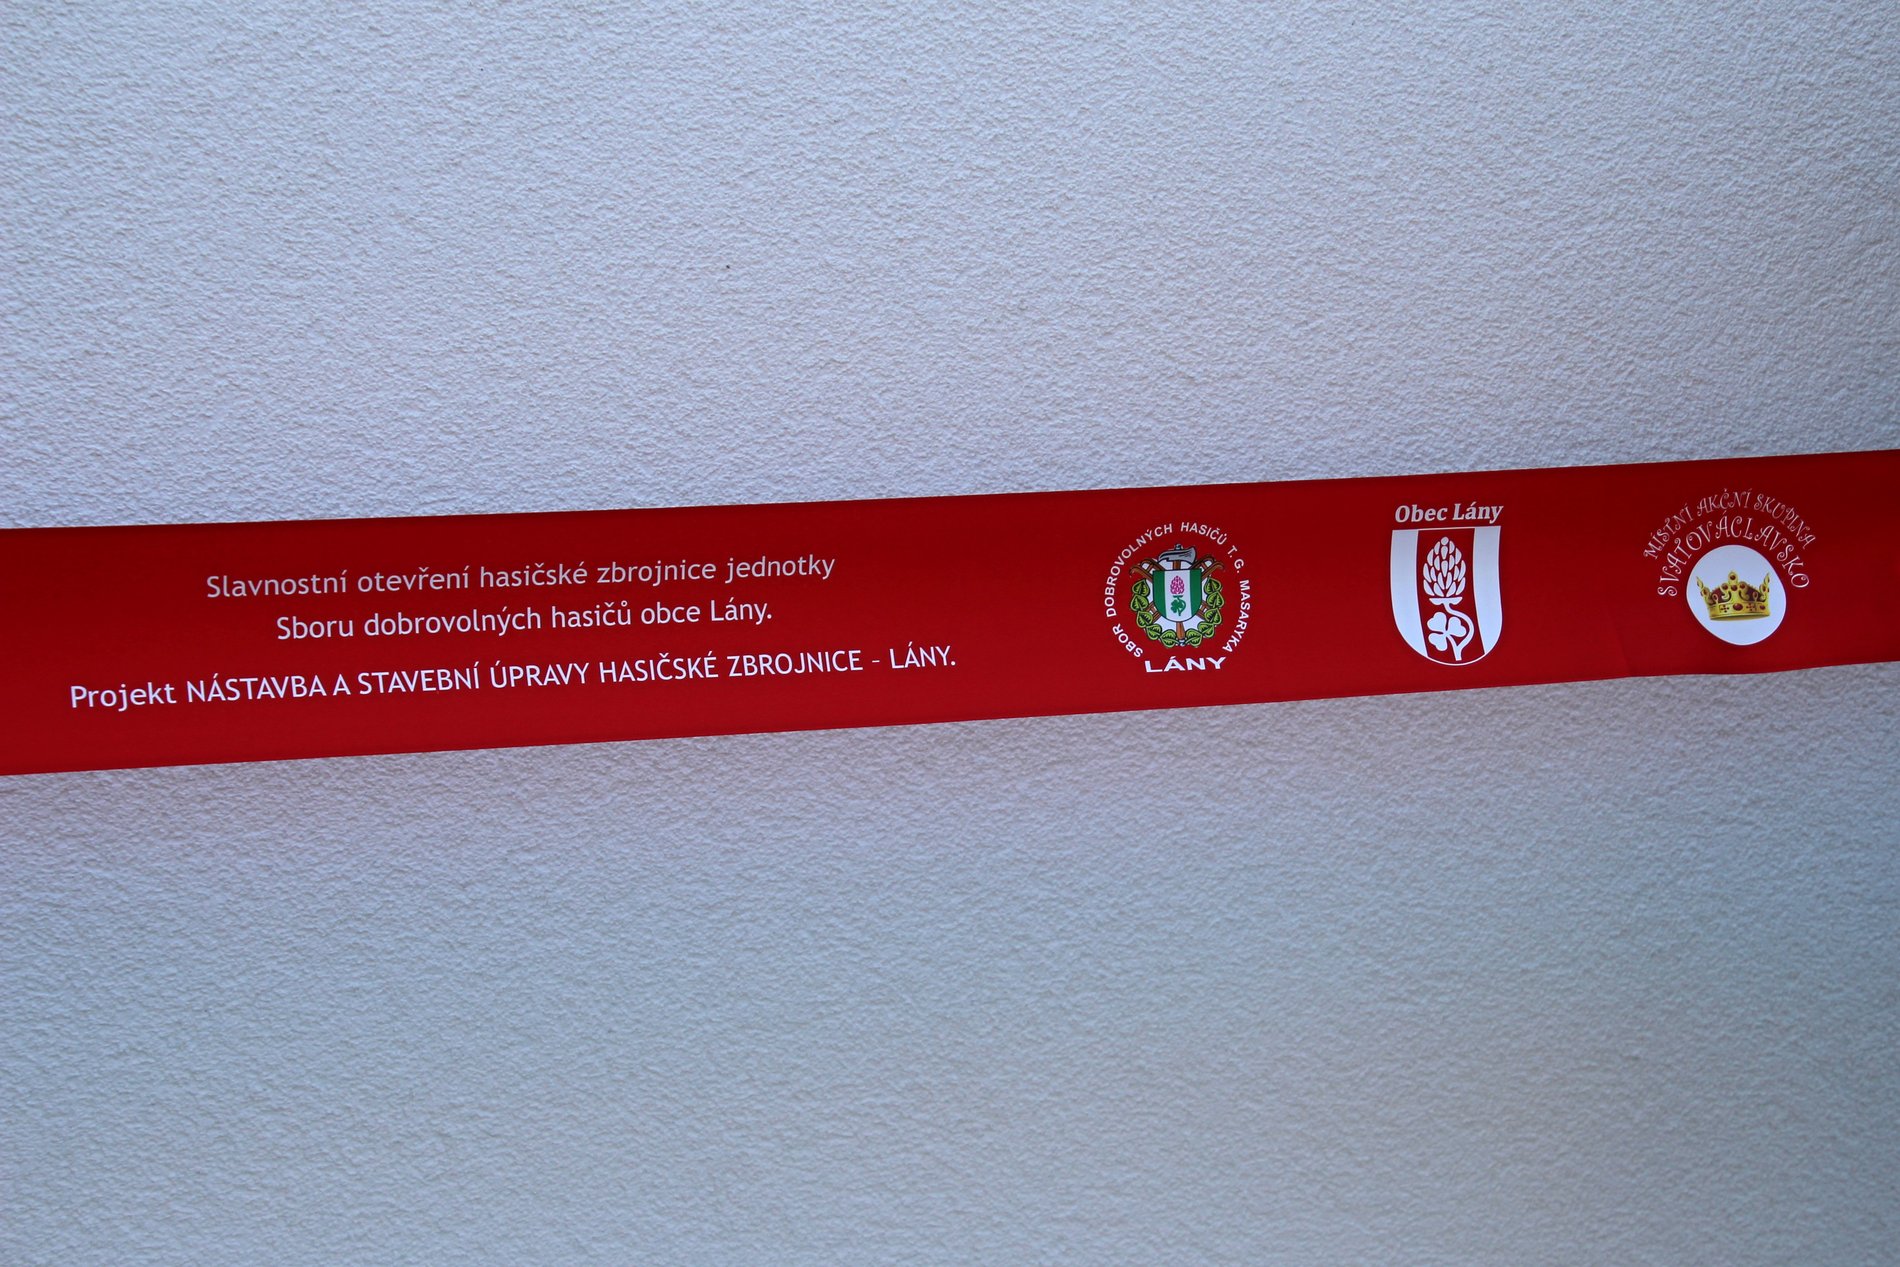 Slavnostní otevření hasičské zbrojnice jednotky
Sboru dobrovolných hasičů obce Lány.
Projekt NÁSTAVBA A STAVEBNÍ ÚPRAVY HASIČSKÉ ZBROJNICE – LÁNY.
SBOR DOBROVOLNÝCH HASIČŮ T. G. MASARYKA
LÁNY
Obec Lány
MÍSTNÍ AKČNÍ SKUPINA
SVATOVÁCLAVSKO